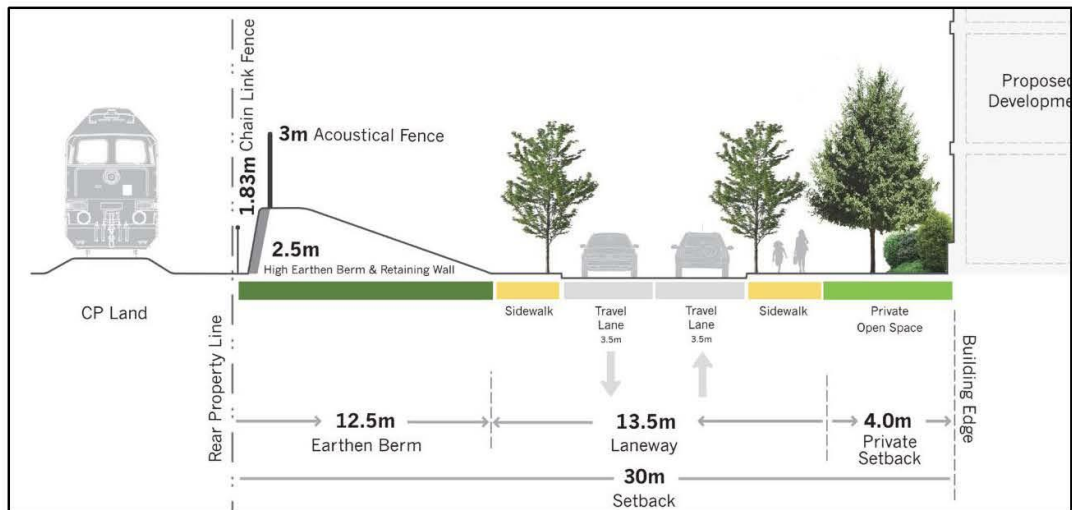 1.83m Chain Link Fence
3m Acoustical Fence
2.5m
High Earthen Berm & Retaining Wall
Proposed
Developme
CP Land
Rear Property Line
Sidewalk
Travel
Lane
3.5m
Travel
Lane
3.5m
Sidewalk
Private
Open Space
Building Edge
12.5m
Earthen Berm
13.5m
Laneway
4.0m
Private
Setback
30m
Setback